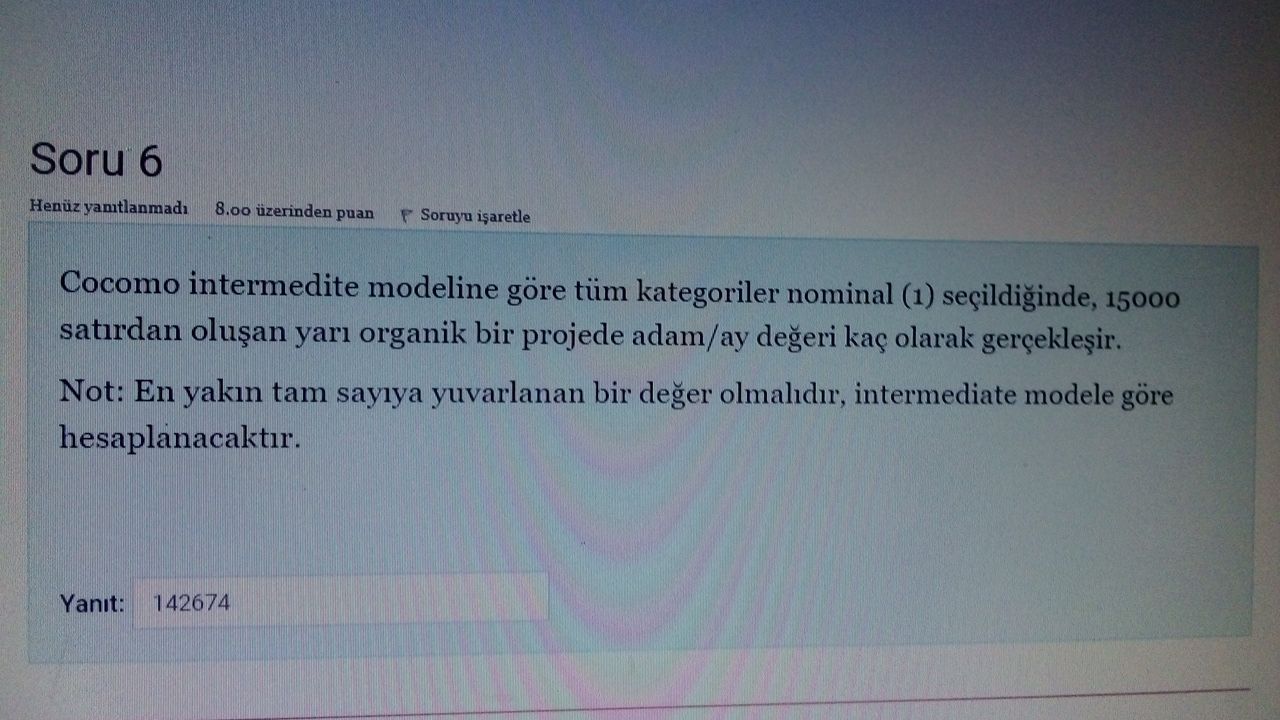 Soru 6
Henüz yanıtlanmadı 8.00 üzerinden puan Soruyu işaretle
Cocomo intermedite modeline göre tüm kategoriler nominal (1) seçildiğinde, 15000
satırdan oluşan yarı organik bir projede adam/ay değeri kaç olarak gerçekleşir.
Not: En yakın tam sayıya yuvarlanan bir değer olmalıdır, intermediate modele göre
hesaplanacaktır.
Yanıt: 142674